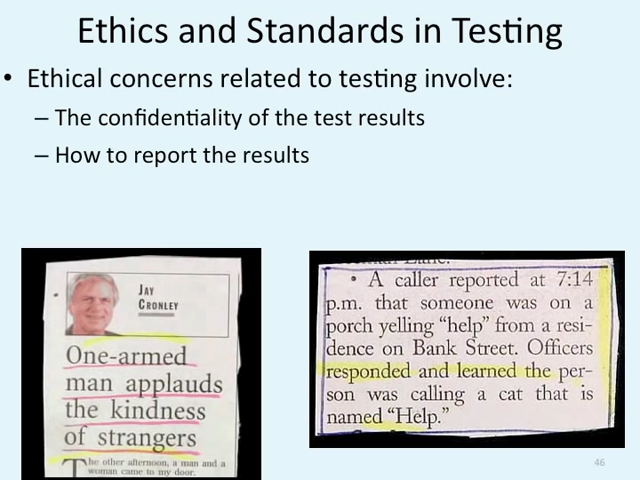 Ethics and Standards in Testing
• Ethical concerns related to testing involve:
– The confidentiality of the test results
– How to report the results
JAY
CRONLEY
One-armed
man applauds
the kindness
of strangers
The other afternoon, a man and a
woman came to my door.
Lane.
• A caller reported at 7:14
p.m. that someone was on a
porch yelling “help” from a resi-
dence on Bank Street. Officers
responded and learned the per-
son was calling a cat that is
named “Help.”
46